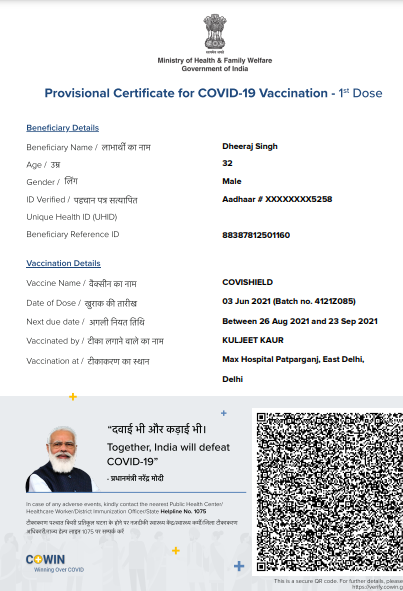 सत्यमेव जयते
Ministry of Health & Family Welfare
Government of India
Provisional Certificate for COVID-19 Vaccination - 1st Dose
Beneficiary Details
Beneficiary Name / लाभार्थी का नाम Dheeraj Singh
Age / उम्र 32
Gender / लिंग Male
ID Verified / पहचान पत्र सत्यापित Aadhaar # XXXXXXXX5258
Unique Health ID (UHID)
Beneficiary Reference ID 88387812501160
Vaccination Details
Vaccine Name / वैक्सीन का नाम COVISHIELD
Date of Dose / खुराक की तारीख 03 Jun 2021 (Batch no. 4121Z085)
Next due date / अगली नियत तिथि Between 26 Aug 2021 and 23 Sep 2021
Vaccinated by / टीका लगाने वाले का नाम KULJEET KAUR
Vaccination at / टीकाकरण का स्थान Max Hospital Patparganj, East Delhi,
Delhi
“दवाई भी और कड़ाई भी।
Together, India will defeat
COVID-19”
- प्रधानमंत्री नरेंद्र मोदी
In case of any adverse events, kindly contact the nearest Public Health Center/
Healthcare Worker/District Immunization Officer/State Helpline No. 1075
टीकाकरण पश्चात किसी प्रतिकूल घटना के होने पर नजदीकी स्वास्थ्य केंद्र/स्वास्थ्य कर्मी/जिला टीकाकरण
अधिकारी/राज्य हेल्प लाइन 1075 पर सम्पर्क करें
COWIN
Winning Over COVID
This is a secure QR code. For further details, please
https://verify.cowin.g